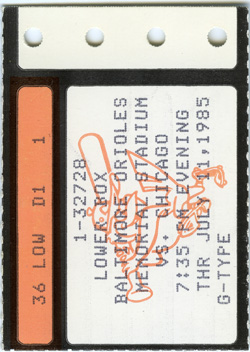 36 LOW D1 1
1-32728
LOWER BOX
BALTIMORE ORIOLES
MEMORIAL STADIUM
VS. CHICAGO
7:35 PM EVENING
THR JULY 11,1985
G-TYPE